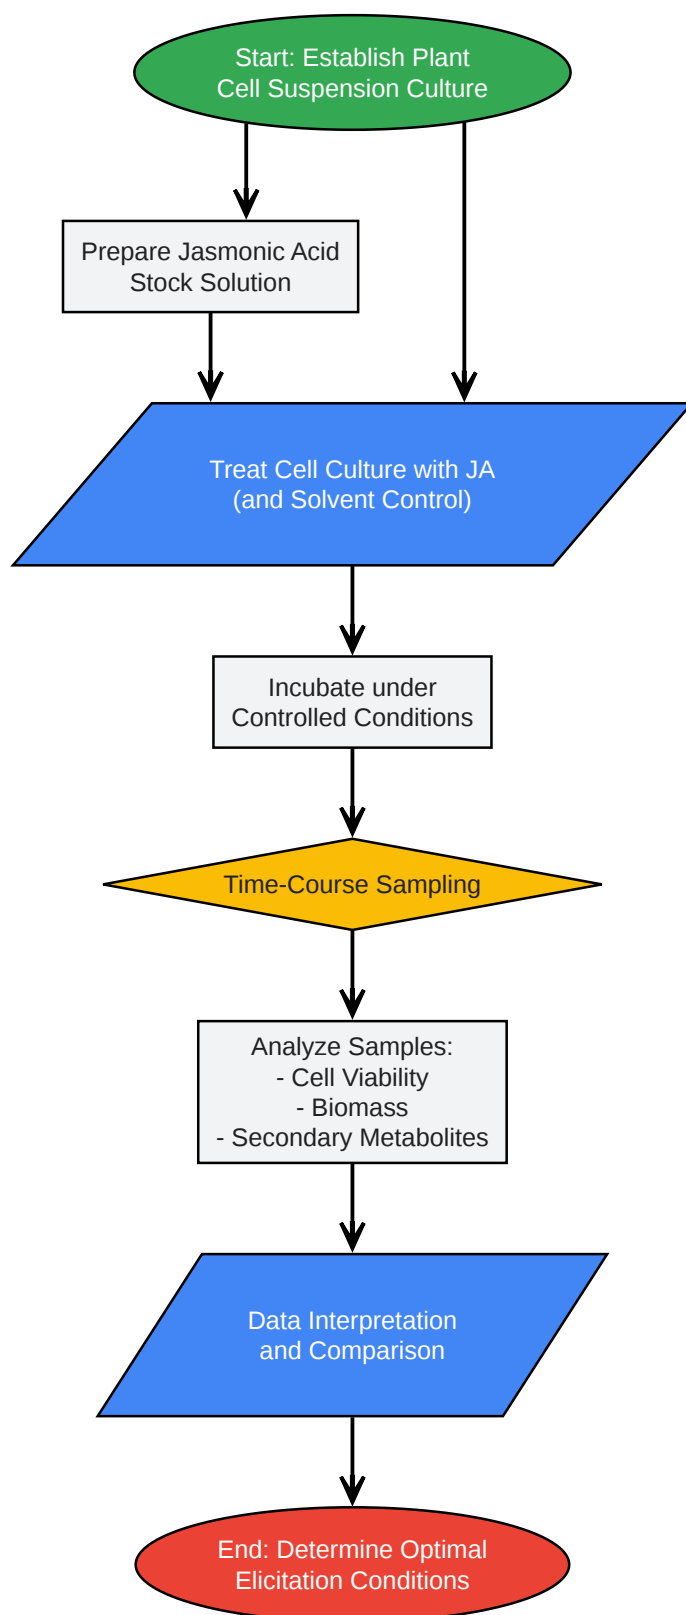 Start: Establish Plant
Cell Suspension Culture
Prepare Jasmonic Acid
Stock Solution
Treat Cell Culture with JA
(and Solvent Control)
Incubate under
Controlled Conditions
Time-Course Sampling
Analyze Samples:
- Cell Viability
- Biomass
- Secondary Metabolites
Data Interpretation
and Comparison
End: Determine Optimal
Elicitation Conditions